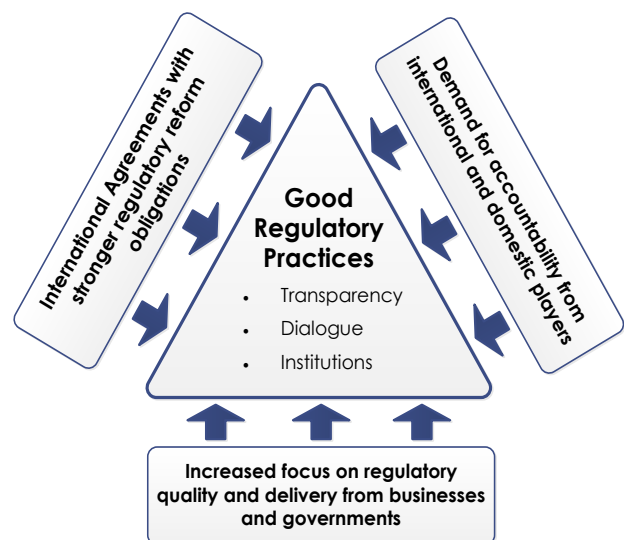 International Agreements with
stronger regulatory reform
obligations
Demand for accountability from
international and domestic players
Good
Regulatory
Practices
• Transparency
• Dialogue
• Institutions
Increased focus on regulatory
quality and delivery from businesses
and governments